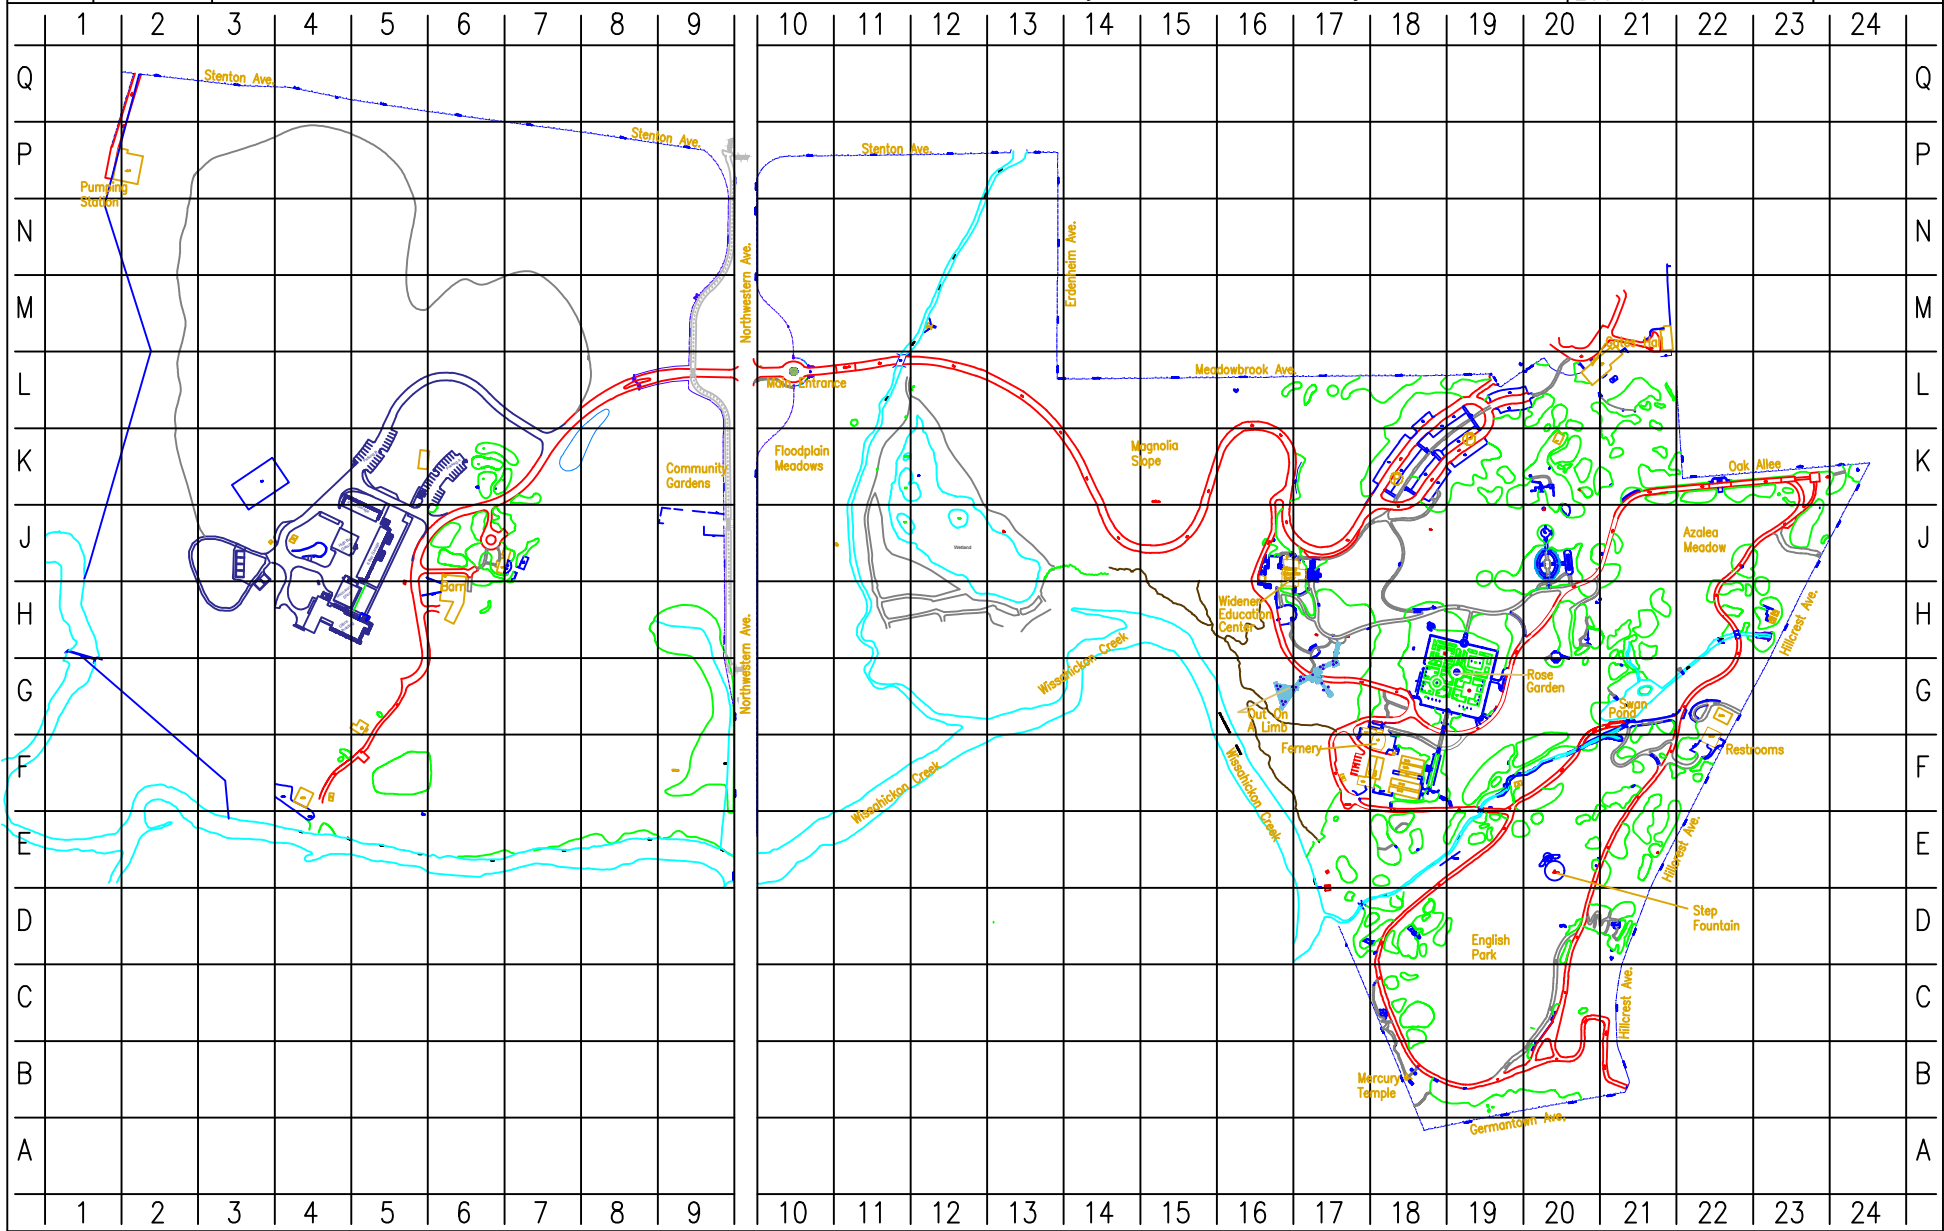 1 2 3 4 5 6 7 8 9 10 11 12 13 14 15 16 17 18 19 20 21 22 23 24
Q Stenton Ave. Q
P Stenton Ave. Stenton Ave. P
Pumping
Station
N Northwestern Ave. Erdenheim Ave. N
M M
L Main Entrance Meadowbrook Ave. L
K Community
Gardens
Floodplain
Meadows
Magnolia
Slope
Oak Allee K
J Wetland Azalea
Meadow
J
H Barn Widener
Education
Center
Hillcrest Ave. H
Northwestern Ave.
Wissahickon Creek
G Out On
A Limb
Rose
Garden
Swan
Pond
G
F Wissahickon Creek Wissahickon Creek Fernery Restrooms F
E Hillcrest Ave. E
D English
Park
Step
Fountain
D
C Hillcrest Ave. C
B Mercury
Temple
B
A Germantown Ave. A
1 2 3 4 5 6 7 8 9 10 11 12 13 14 15 16 17 18 19 20 21 22 23 24